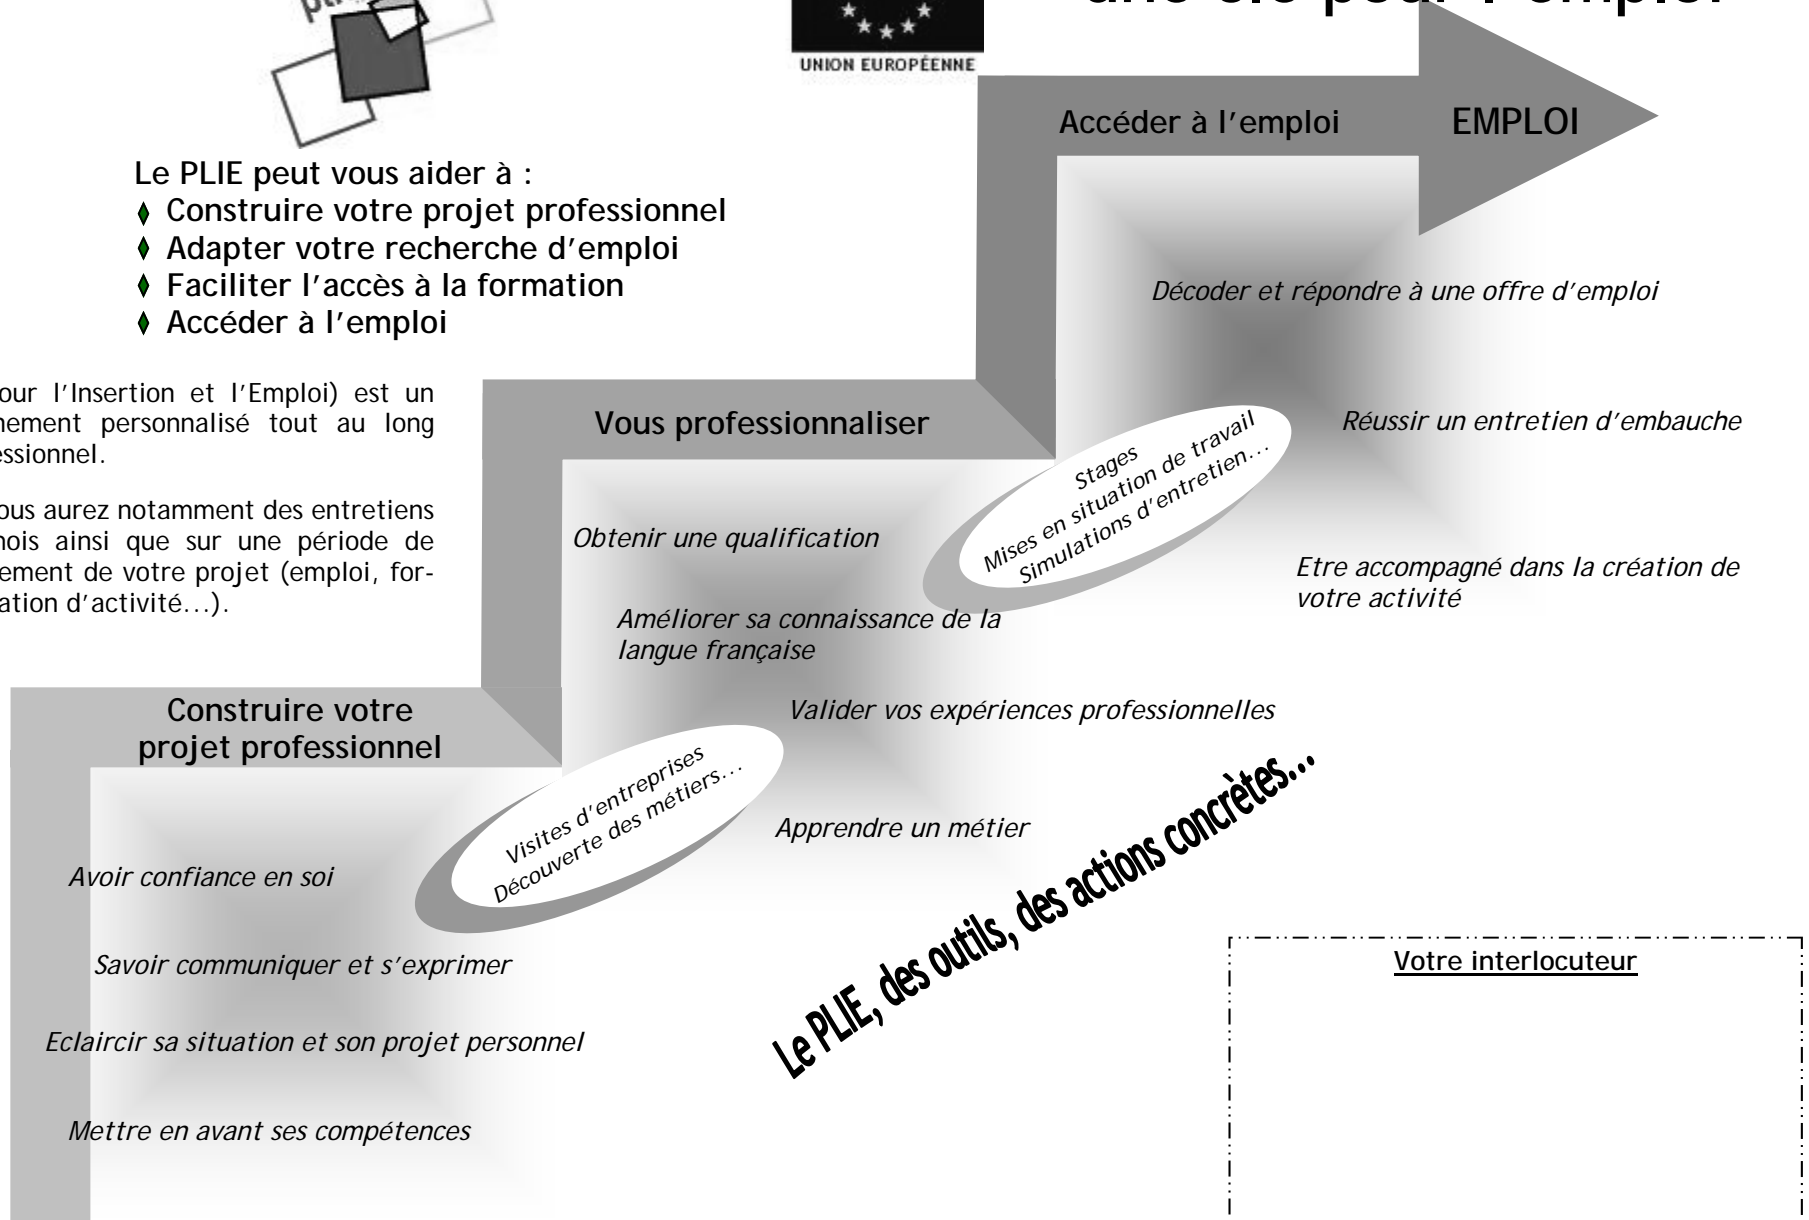 UNION EUROPÉENNE
Accéder à l'emploi
EMPLOI
Le PLIE peut vous aider à :
Construire votre projet professionnel
Adapter votre recherche d'emploi
Faciliter l'accès à la formation
Accéder à l'emploi
Décoder et répondre à une offre d'emploi
our l'Insertion et l'Emploi) est un
nement personnalisé tout au long
essionnel.
Vous professionnaliser
Réussir un entretien d'embauche
Stages
Mises en situation de travail
Simulations d'entretien...
ous aurez notamment des entretiens
nois ainsi que sur une période de
ement de votre projet (emploi, for-
ation d'activité...).
Obtenir une qualification
Etre accompagné dans la création de
votre activité
Améliorer sa connaissance de la
langue française
Construire votre
projet professionnel
Valider vos expériences professionnelles
Visites d'entreprises
Découverte des métiers...
Apprendre un métier
Le PLIE, des outils, des actions concrètes...
Avoir confiance en soi
Savoir communiquer et s'exprimer
Eclaircir sa situation et son projet personnel
Mettre en avant ses compétences
Votre interlocuteur